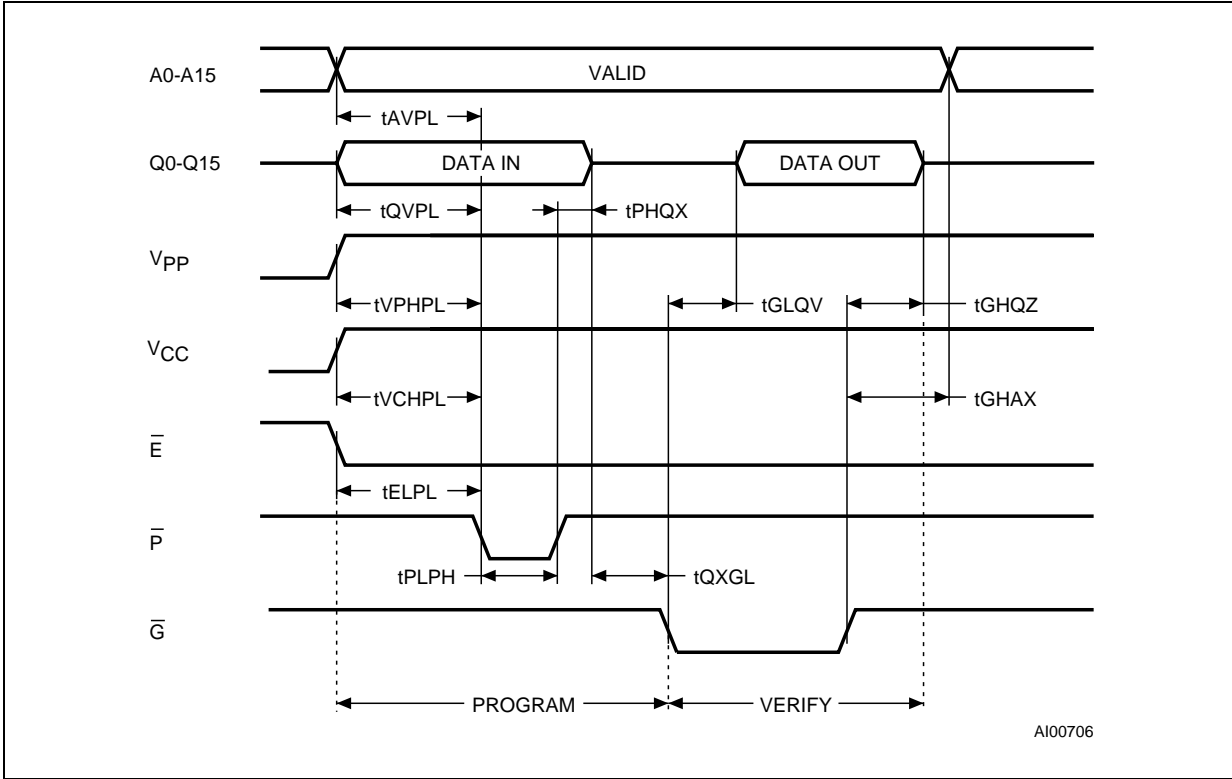 A0-A15
VALID
tAVPL
Q0-Q15
DATA IN
DATA OUT
tQVPL
tPHQX
VPP
tVPHPL
tGLQV
tGHQZ
VCC
tVCHPL
tGHAX
E̅
tELPL
P̅
tPLPH
tQXGL
G̅
PROGRAM
VERIFY
AI00706